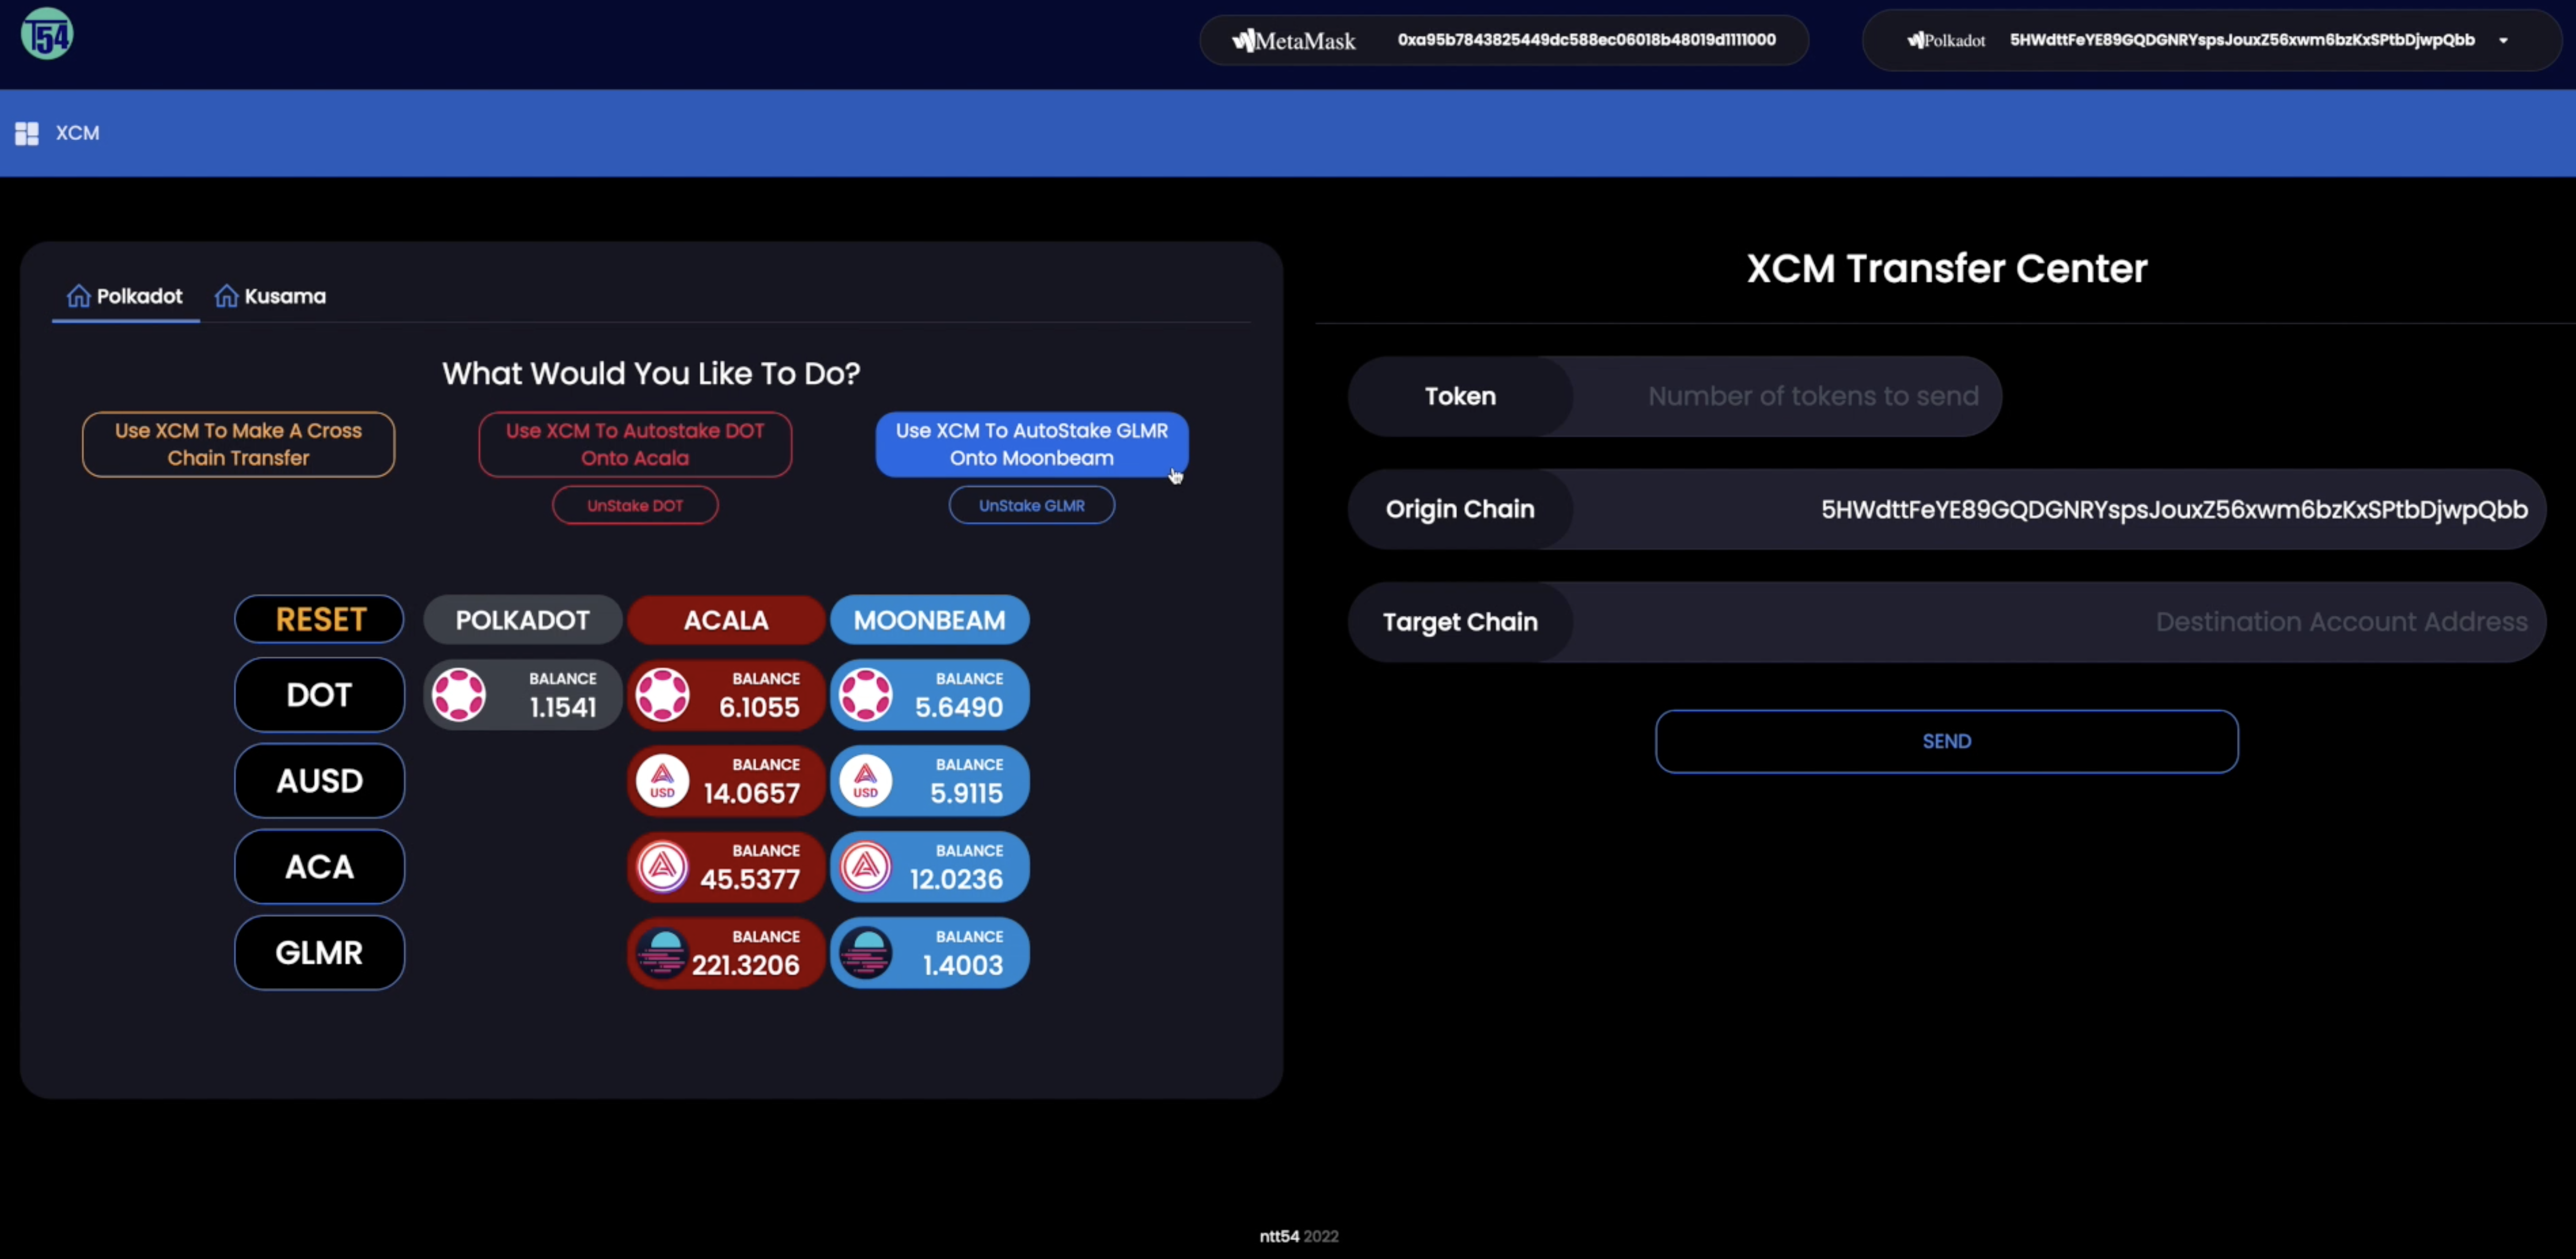 T54
MetaMask 0xa95b7843825449dc588ec06018b48019d1111000
Polkadot 5HWdttFeYE89GQDGNRYspsJouxZ56xwm6bzKxSPtbDjwpQbb
XCM
Polkadot Kusama
What Would You Like To Do?
Use XCM To Make A Cross
Chain Transfer
Use XCM To Autostake DOT
Onto Acala
Use XCM To AutoStake GLMR
Onto Moonbeam
UnStake DOT
UnStake GLMR
RESET POLKADOT ACALA MOONBEAM
DOT
BALANCE
1.1541
BALANCE
6.1055
BALANCE
5.6490
AUSD
USD
BALANCE
14.0657
USD
BALANCE
5.9115
ACA
BALANCE
45.5377
BALANCE
12.0236
GLMR
BALANCE
221.3206
BALANCE
1.4003
XCM Transfer Center
Token Number of tokens to send
Origin Chain 5HWdttFeYE89GQDGNRYspsJouxZ56xwm6bzKxSPtbDjwpQbb
Target Chain Destination Account Address
SEND
ntt54 2022